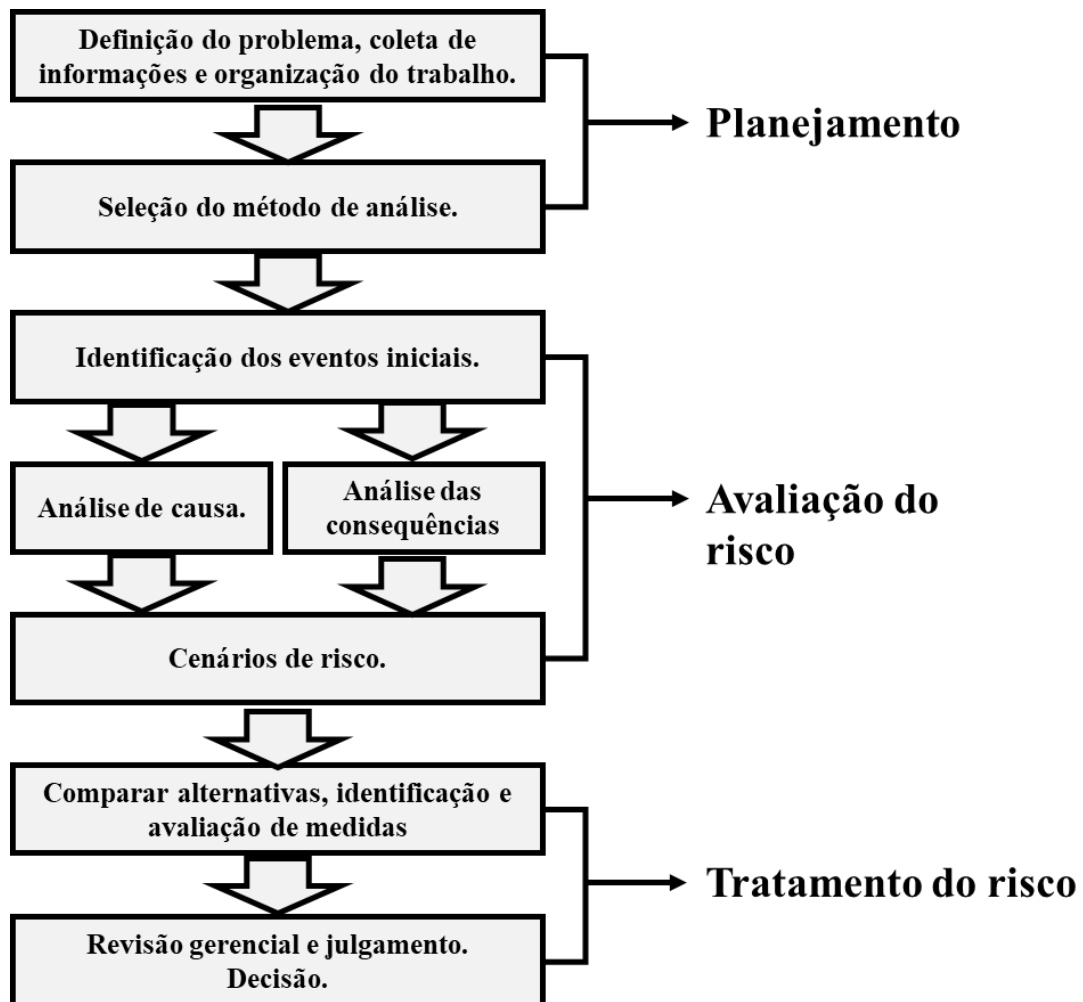 Definição do problema, coleta de
informações e organização do trabalho.
Planejamento
Seleção do método de análise.
Identificação dos eventos iniciais.
Análise de causa.
Análise das
consequências
Avaliação do
risco
Cenários de risco.
Comparar alternativas, identificação e
avaliação de medidas
Tratamento do risco
Revisão gerencial e julgamento.
Decisão.